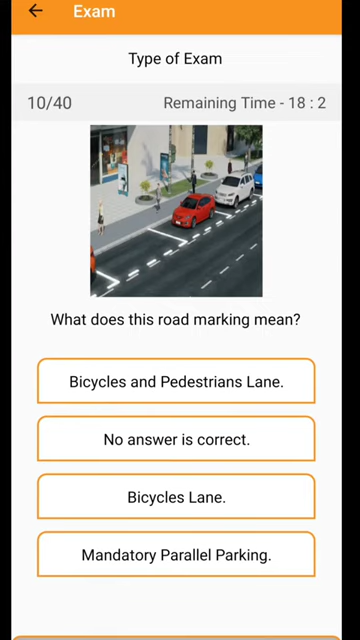 Exam
Type of Exam
10/40 Remaining Time - 18 : 2
What does this road marking mean?
Bicycles and Pedestrians Lane.
No answer is correct.
Bicycles Lane.
Mandatory Parallel Parking.